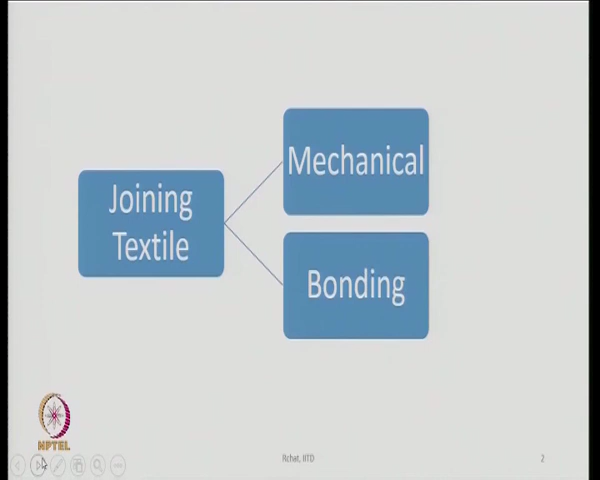 Joining
Textile
Mechanical
Bonding
NPTEL
Rchat, IITD
2